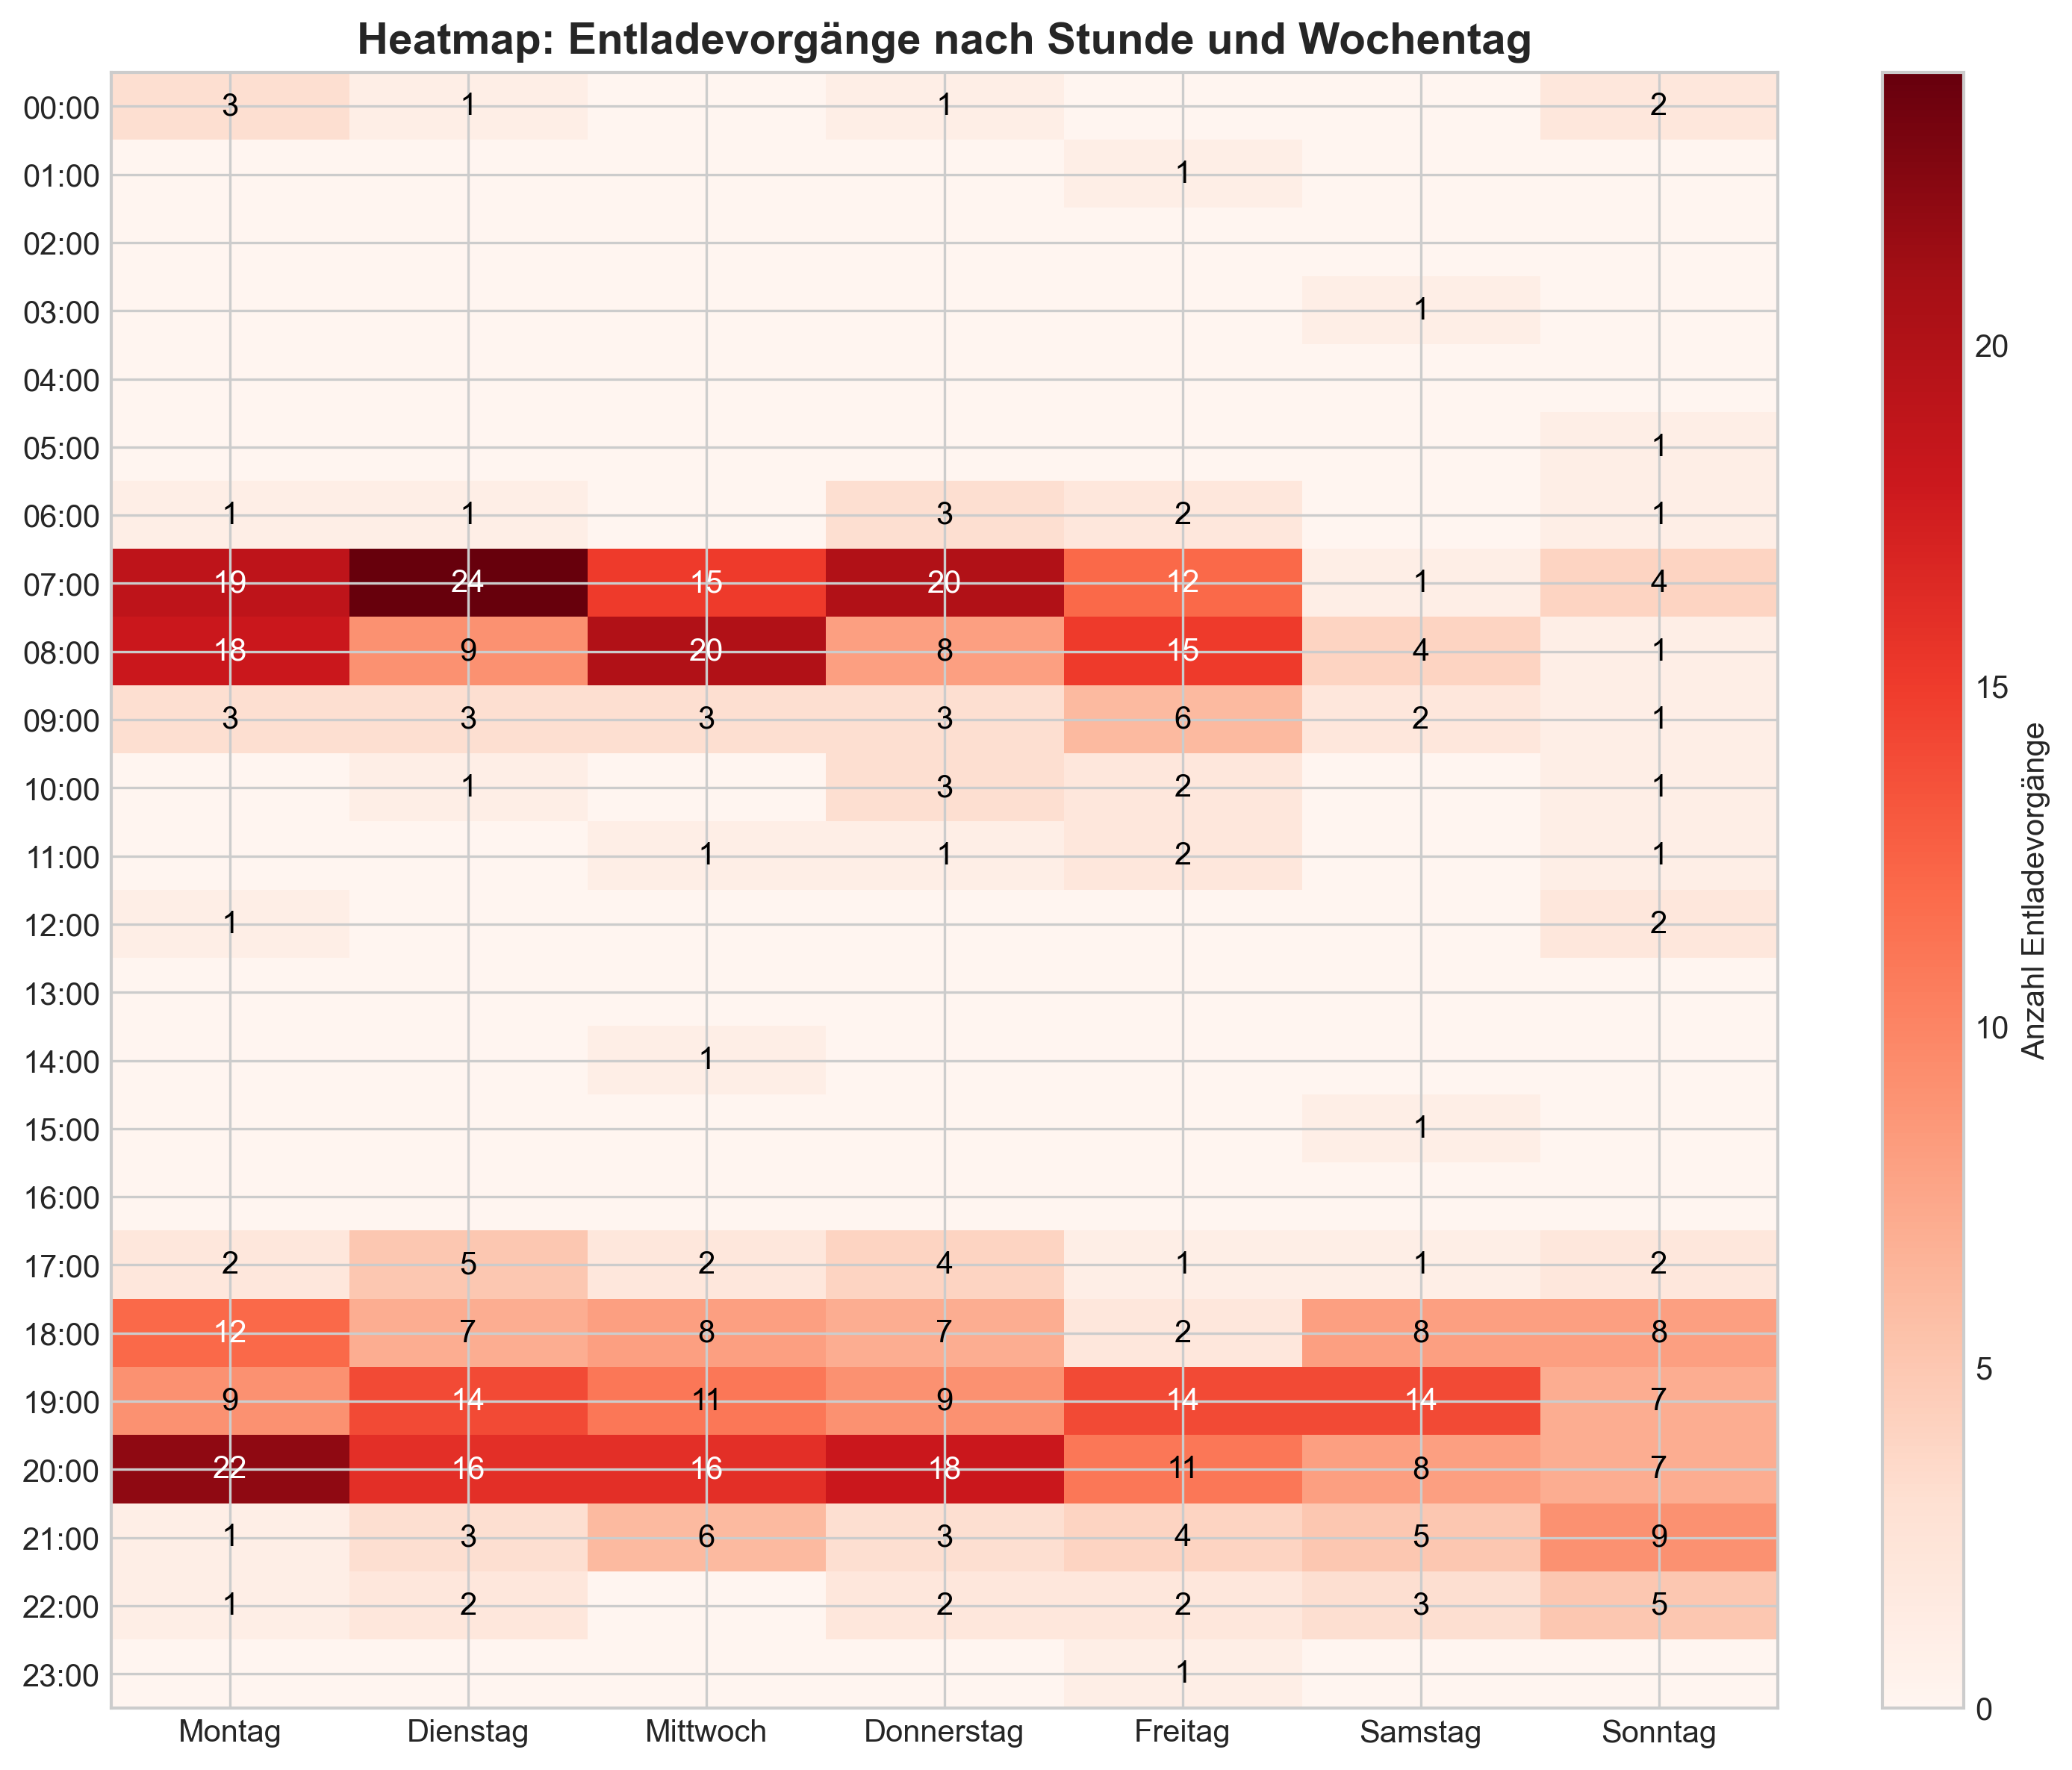 Heatmap: Entladevorgänge nach Stunde und Wochentag
00:00 3 1 1 2
01:00 1
02:00
03:00 1
04:00
05:00 1
06:00 1 1 3 2 1
07:00 19 24 15 20 12 1 4
08:00 18 9 20 8 15 4 1
09:00 3 3 3 3 6 2 1
10:00 1 3 2 1
11:00 1 1 2 1
12:00 1 2
13:00
14:00 1
15:00 1
16:00
17:00 2 5 2 4 1 1 2
18:00 12 7 8 7 2 8 8
19:00 9 14 11 9 14 14 7
20:00 22 16 16 18 11 8 7
21:00 1 3 6 3 4 5 9
22:00 1 2 2 2 3 5
23:00 1
Montag Dienstag Mittwoch Donnerstag Freitag Samstag Sonntag
20
15
10
5
0
Anzahl Entladevorgänge